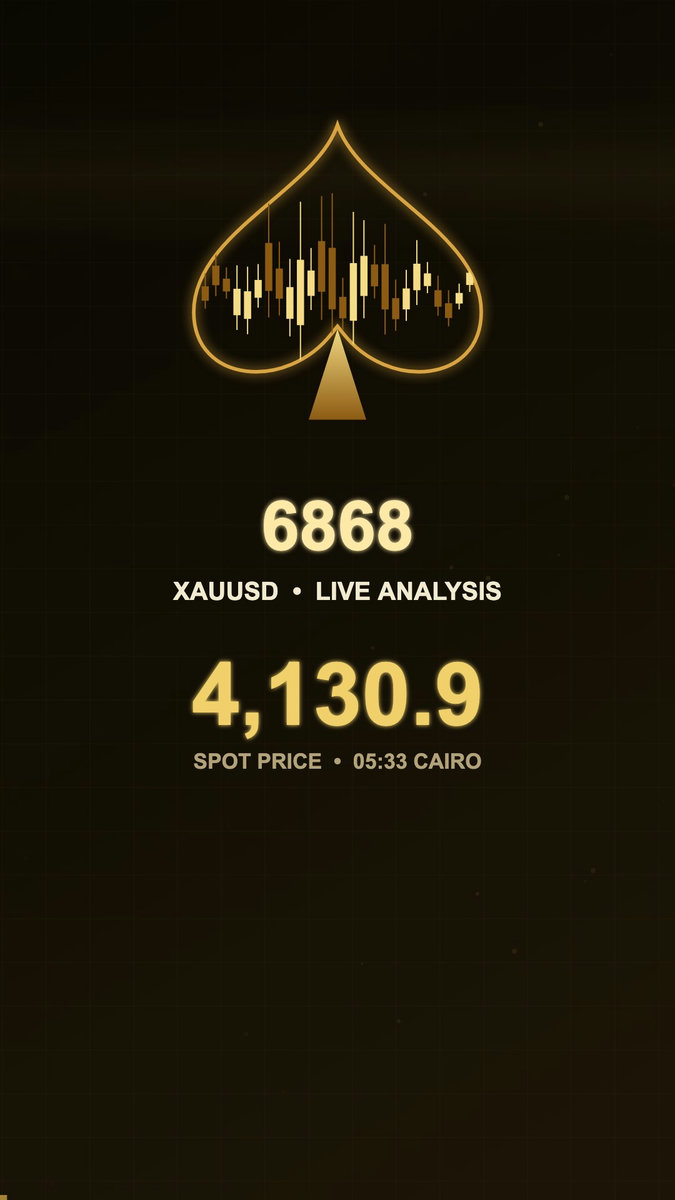 6868
XAUUSD • LIVE ANALYSIS
4,130.9
SPOT PRICE • 05:33 CAIRO